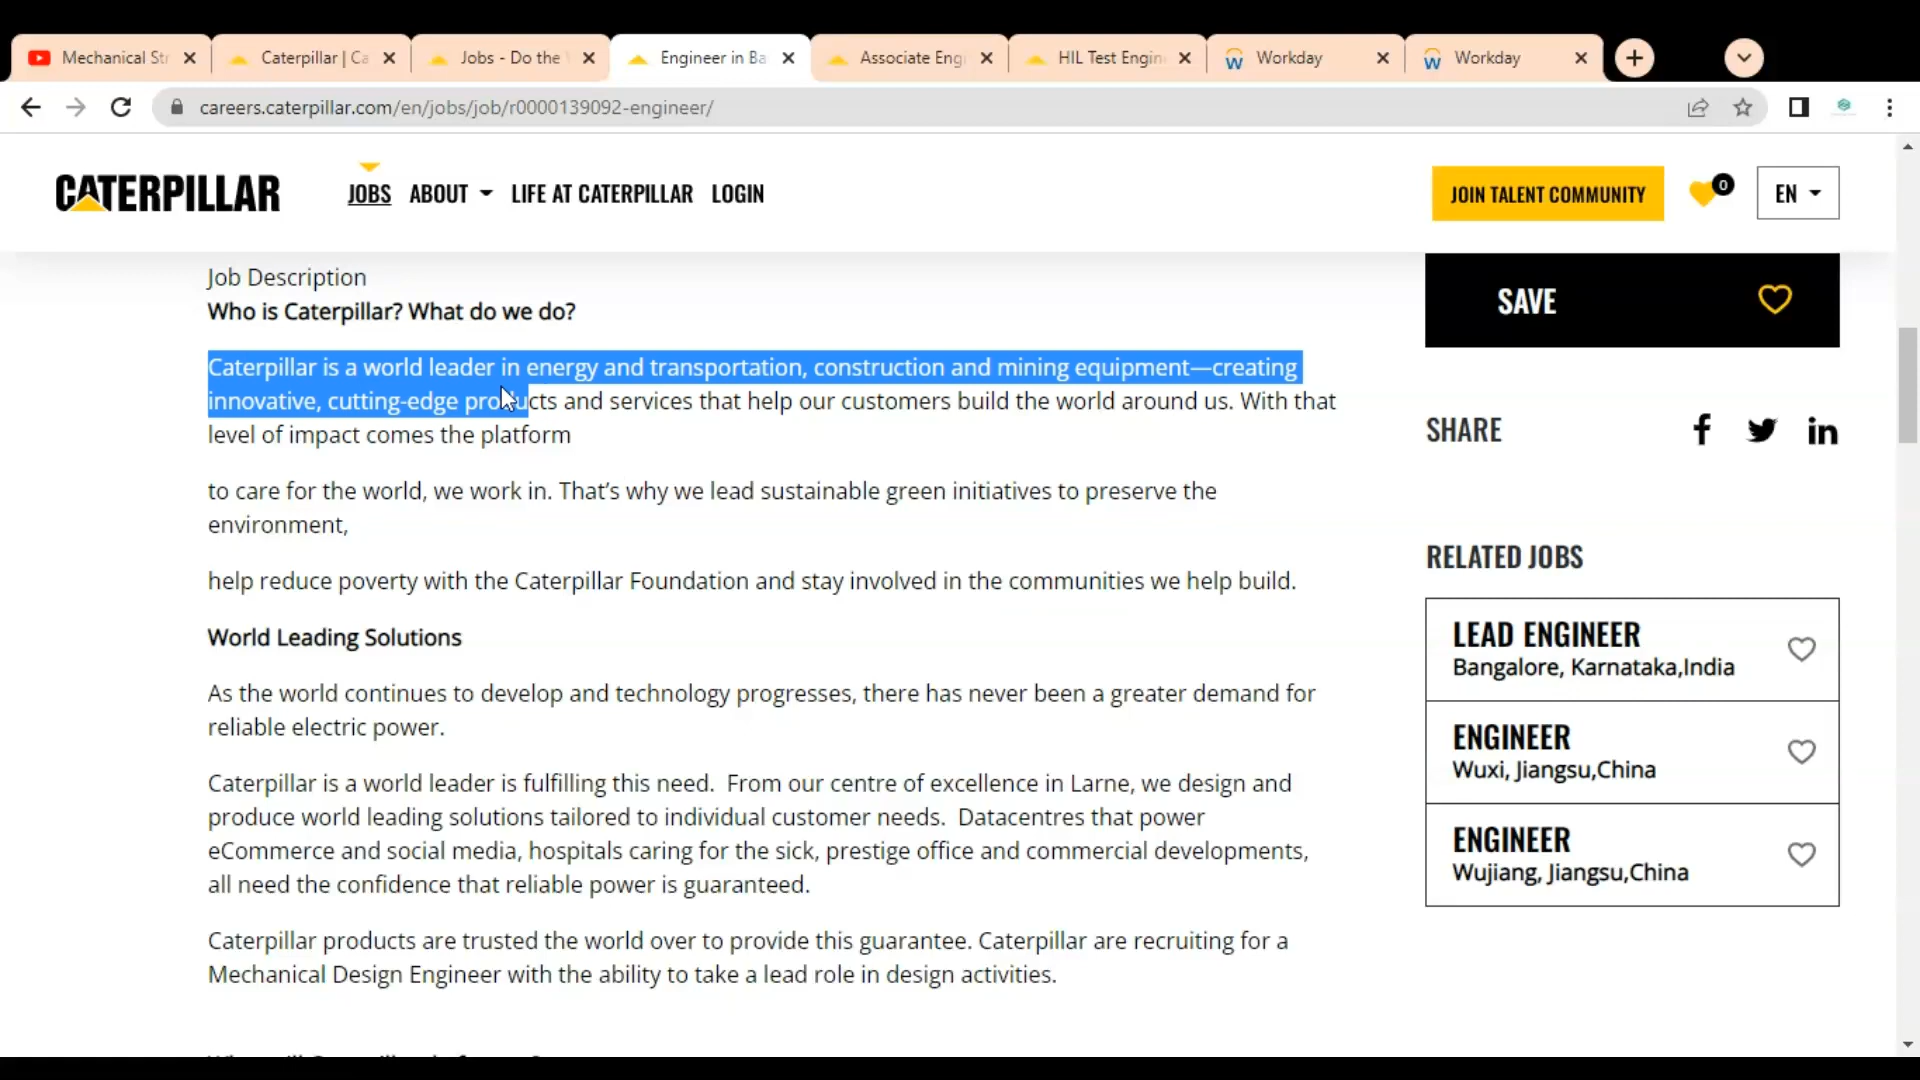 Mechanical Str
Caterpillar | Ca
Jobs - Do the
Engineer in Ba
Associate Eng
HIL Test Engin
Workday
Workday
careers.caterpillar.com/en/jobs/job/r0000139092-engineer/
CATERPILLAR
JOBS
ABOUT
LIFE AT CATERPILLAR
LOGIN
JOIN TALENT COMMUNITY
0
EN
Job Description
Who is Caterpillar? What do we do?
Caterpillar is a world leader in energy and transportation, construction and mining equipment—creating
innovative, cutting-edge products and services that help our customers build the world around us. With that
level of impact comes the platform
to care for the world, we work in. That’s why we lead sustainable green initiatives to preserve the
environment,
help reduce poverty with the Caterpillar Foundation and stay involved in the communities we help build.
World Leading Solutions
As the world continues to develop and technology progresses, there has never been a greater demand for
reliable electric power.
Caterpillar is a world leader is fulfilling this need.  From our centre of excellence in Larne, we design and
produce world leading solutions tailored to individual customer needs.  Datacentres that power
eCommerce and social media, hospitals caring for the sick, prestige office and commercial developments,
all need the confidence that reliable power is guaranteed.
Caterpillar products are trusted the world over to provide this guarantee. Caterpillar are recruiting for a
Mechanical Design Engineer with the ability to take a lead role in design activities.
SAVE
SHARE
RELATED JOBS
LEAD ENGINEER
Bangalore, Karnataka,India
ENGINEER
Wuxi, Jiangsu,China
ENGINEER
Wujiang, Jiangsu,China